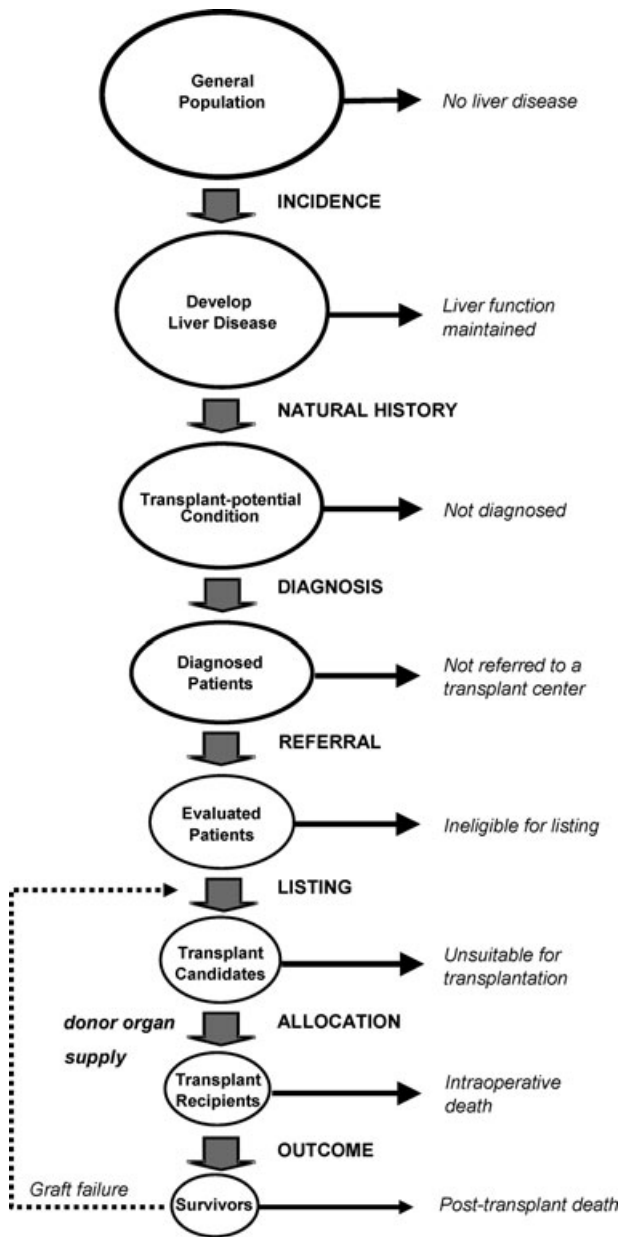 General
Population
No liver disease
INCIDENCE
Develop
Liver Disease
Liver function
maintained
NATURAL HISTORY
Transplant-potential
Condition
Not diagnosed
DIAGNOSIS
Diagnosed
Patients
Not referred to a
transplant center
REFERRAL
Evaluated
Patients
Ineligible for listing
LISTING
Transplant
Candidates
Unsuitable for
transplantation
donor organ
supply
ALLOCATION
Transplant
Recipients
Intraoperative
death
OUTCOME
Graft failure
Survivors
Post-transplant death